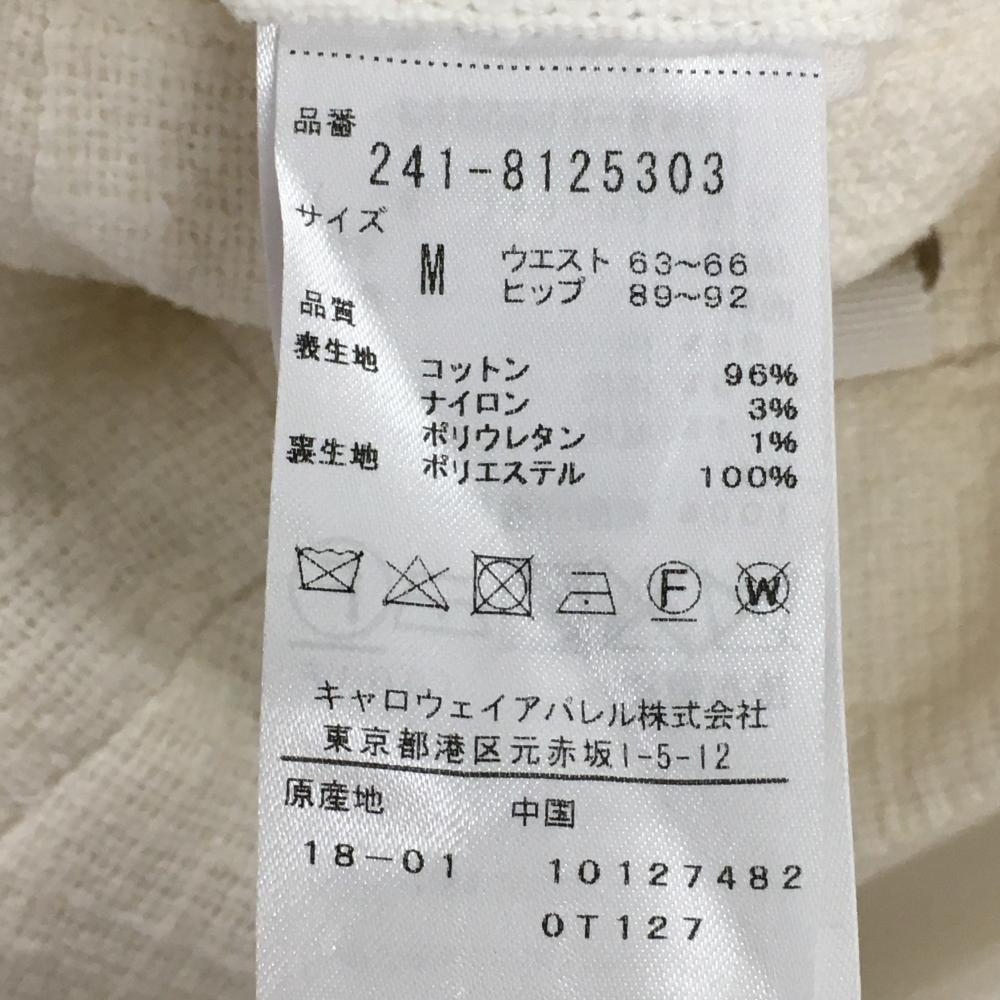 品番
241-8125303
サイズ
M ウエスト 63~66
ヒップ 89~92
品質
表生地 コットン 96%
ナイロン 3%
ポリウレタン 1%
裏生地 ポリエステル 100%
F W
キャロウェイアパレル株式会社
東京都港区元赤坂1-5-12
原産地 中国
18-01 10127482
0T127